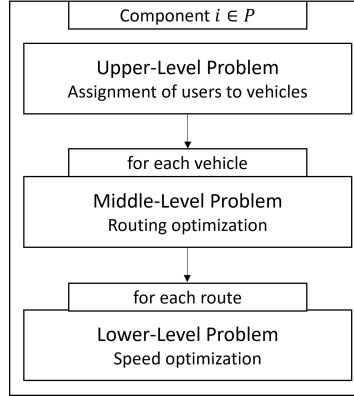 Component i ∈ P
Upper-Level Problem
Assignment of users to vehicles
for each vehicle
Middle-Level Problem
Routing optimization
for each route
Lower-Level Problem
Speed optimization